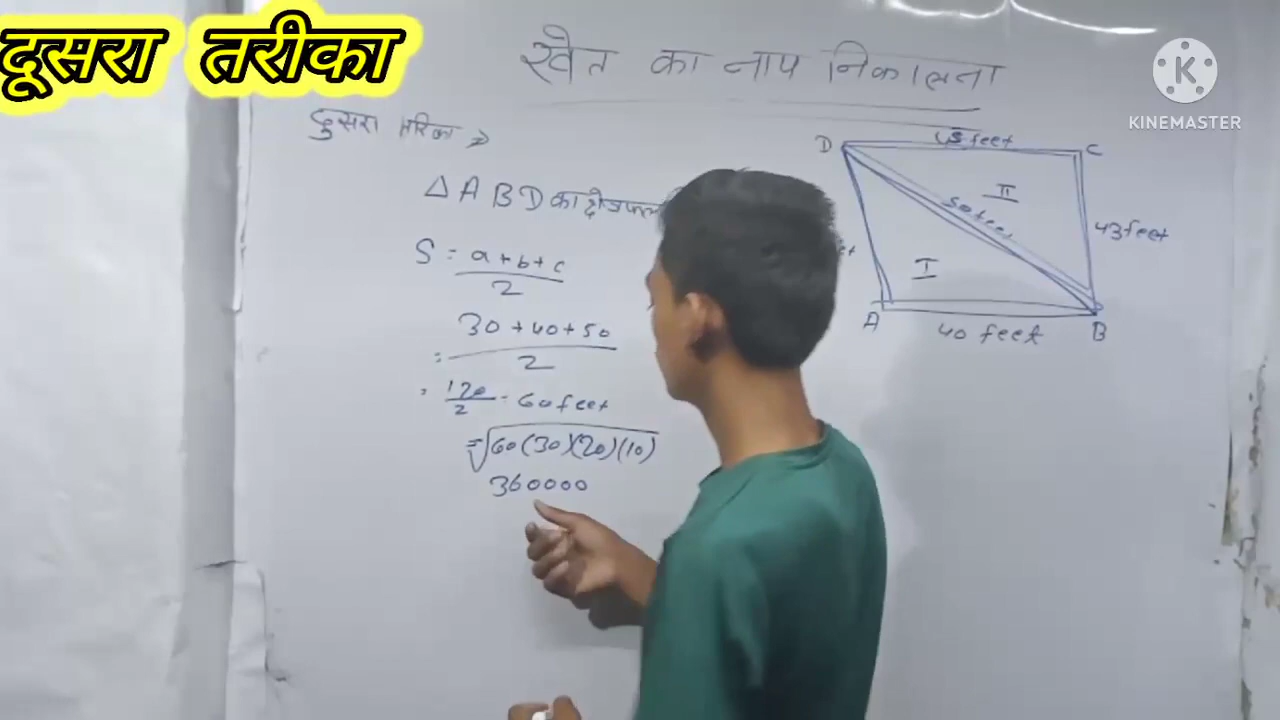 दूसरा तरीका
खेत का नाप निकालना
KINEMASTER
दुसरा तरिका →
D
45 feet
C
II
50 feet
43 feet
I
A
40 feet
B
Δ A B D का क्षेत्रफल
S = a+b+c
2
= 30 + 40 + 50
2
= 120/2 = 60 feet
= √60(30)(20)(10)
360000